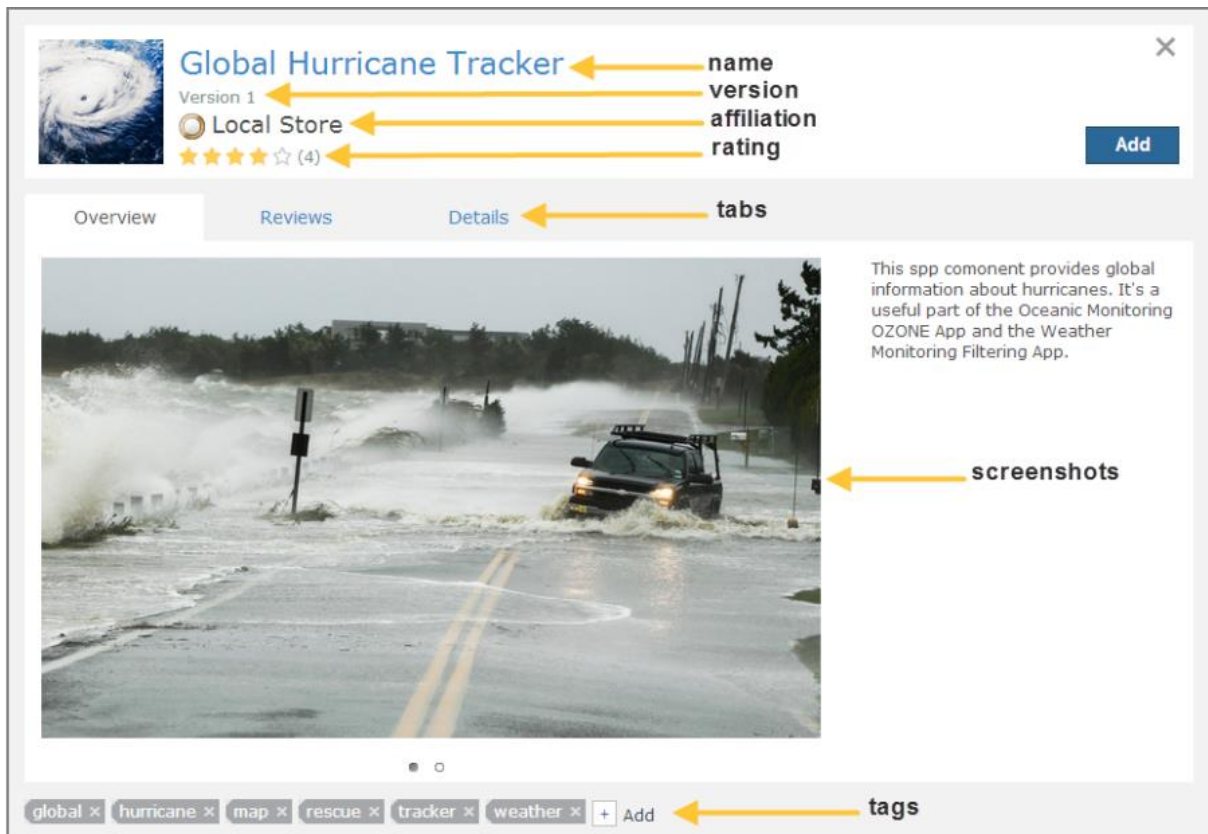 Global Hurricane Tracker
name
Version 1
version
Local Store
affiliation
(4)
rating
Add
Overview
Reviews
Details
tabs
This spp comonent provides global
information about hurricanes. It's a
useful part of the Oceanic Monitoring
OZONE App and the Weather
Monitoring Filtering App.
screenshots
global × hurricane × map × rescue × tracker × weather × + Add
tags